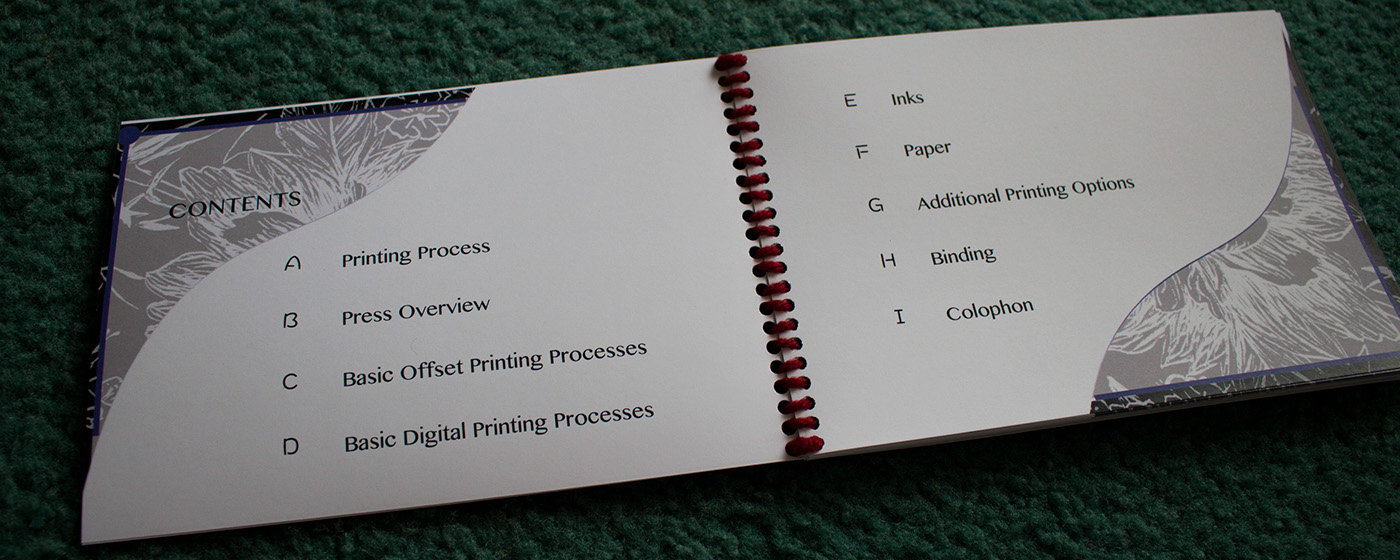 CONTENTS
A Printing Process
B Press Overview
C Basic Offset Printing Processes
D Basic Digital Printing Processes
E Inks
F Paper
G Additional Printing Options
H Binding
I Colophon